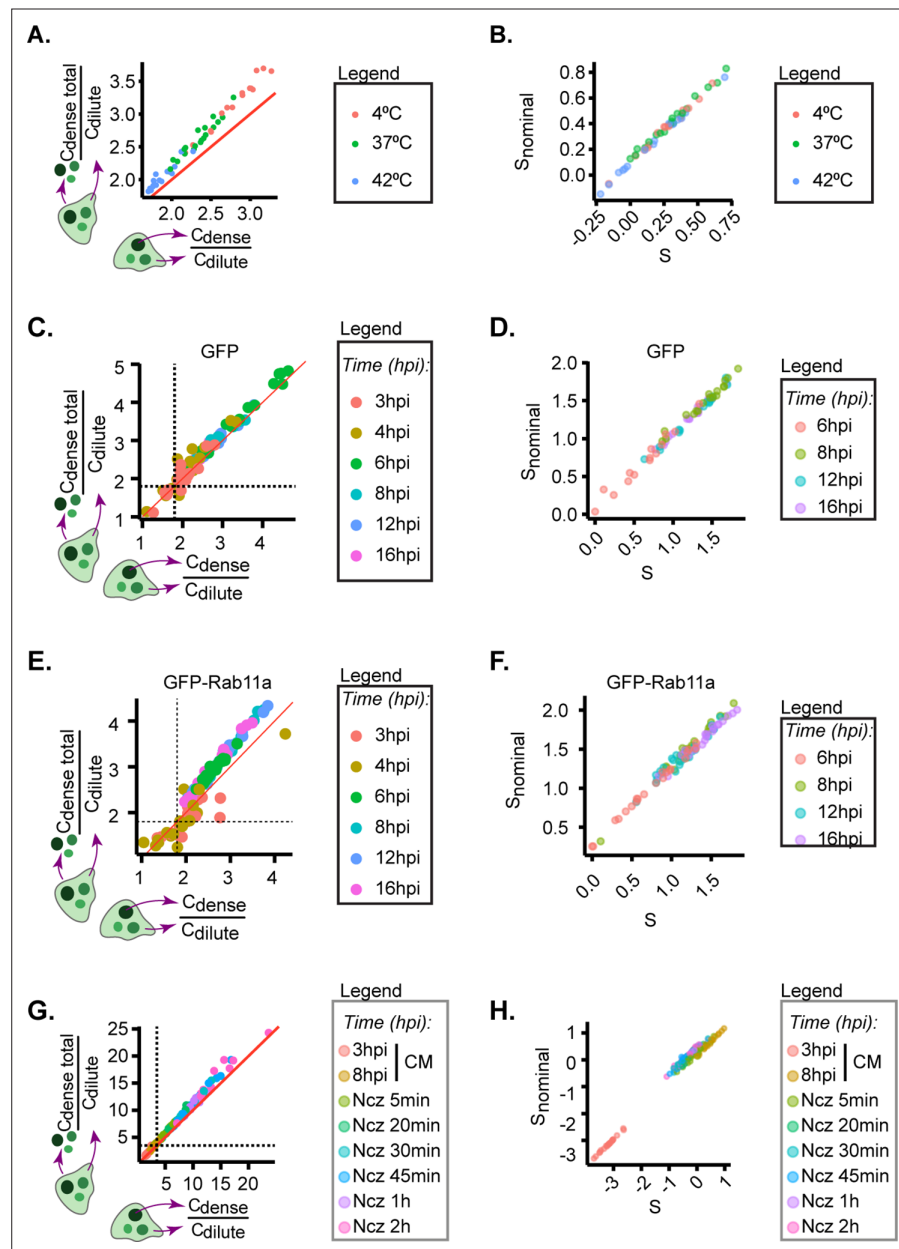 A.
Cdense total
Cdilute
3.5
3.0
2.5
2.0
2.0 2.5 3.0
Cdense
Cdilute
Legend
4ºC
37ºC
42ºC
B.
Snominal
0.8
0.6
0.4
0.2
0.0
-0.25 0.00 0.25 0.50 0.75
S
Legend
4ºC
37ºC
42ºC
C.
GFP
Cdense total
Cdilute
5
4
3
2
1
1 2 3 4
Cdense
Cdilute
Legend
Time (hpi):
3hpi
4hpi
6hpi
8hpi
12hpi
16hpi
D.
GFP
Snominal
2.0
1.5
1.0
0.5
0.0
0.0 0.5 1.0 1.5
S
Legend
Time (hpi):
6hpi
8hpi
12hpi
16hpi
E.
GFP-Rab11a
Cdense total
Cdilute
4
3
2
1 2 3 4
Cdense
Cdilute
Legend
Time (hpi):
3hpi
4hpi
6hpi
8hpi
12hpi
16hpi
F.
GFP-Rab11a
Snominal
2.0
1.5
1.0
0.5
0.0 0.5 1.0 1.5
S
Legend
Time (hpi):
6hpi
8hpi
12hpi
16hpi
G.
Cdense total
Cdilute
25
20
15
10
5
5 10 15 20
Cdense
Cdilute
Legend
Time (hpi):
3hpi
8hpi
CM
Ncz 5min
Ncz 20min
Ncz 30min
Ncz 45min
Ncz 1h
Ncz 2h
H.
Snominal
1
0
-1
-2
-3
-3 -2 -1 0 1
S
Legend
Time (hpi):
3hpi
8hpi
CM
Ncz 5min
Ncz 20min
Ncz 30min
Ncz 45min
Ncz 1h
Ncz 2h